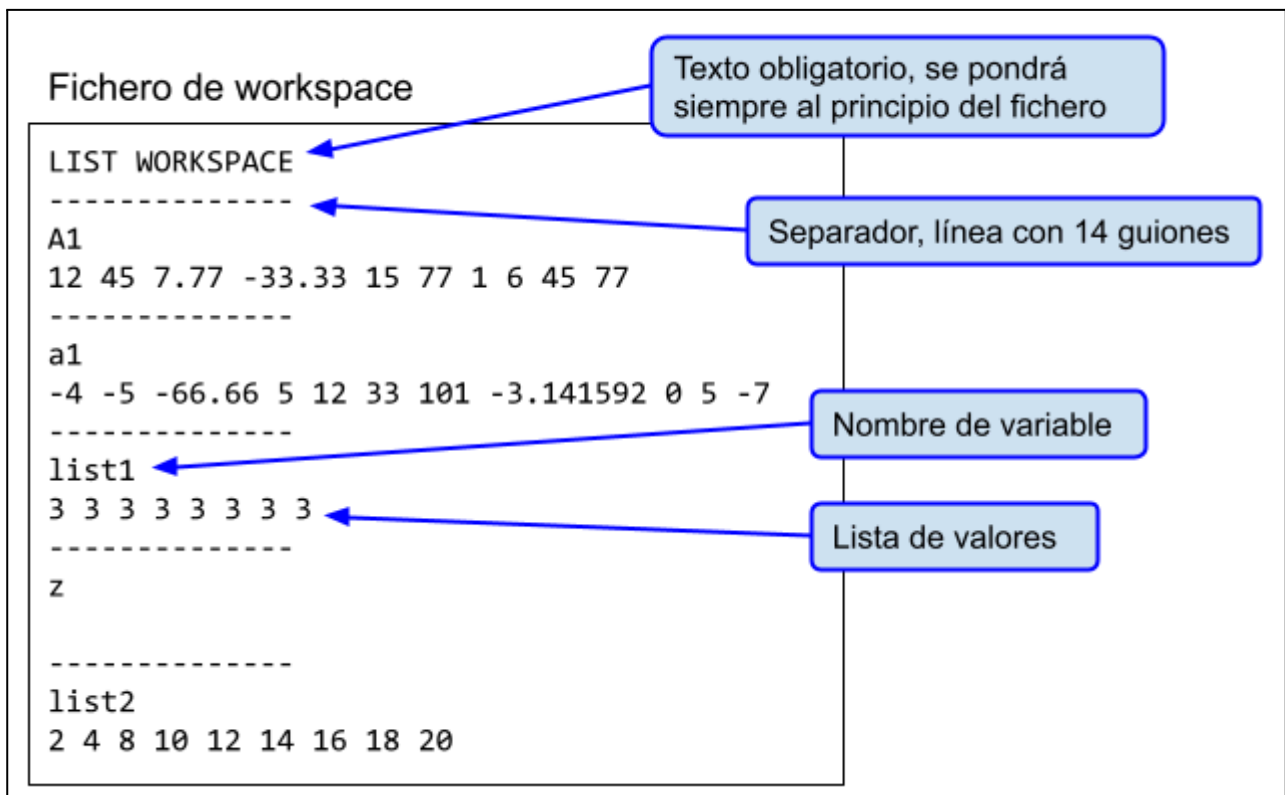 Fichero de workspace
Texto obligatorio, se pondrá
siempre al principio del fichero
LIST WORKSPACE
--------------
Separador, línea con 14 guiones
A1
12 45 7.77 -33.33 15 77 1 6 45 77
--------------
a1
-4 -5 -66.66 5 12 33 101 -3.141592 0 5 -7
--------------
Nombre de variable
list1
3 3 3 3 3 3 3 3
--------------
Lista de valores
z
--------------
list2
2 4 8 10 12 14 16 18 20